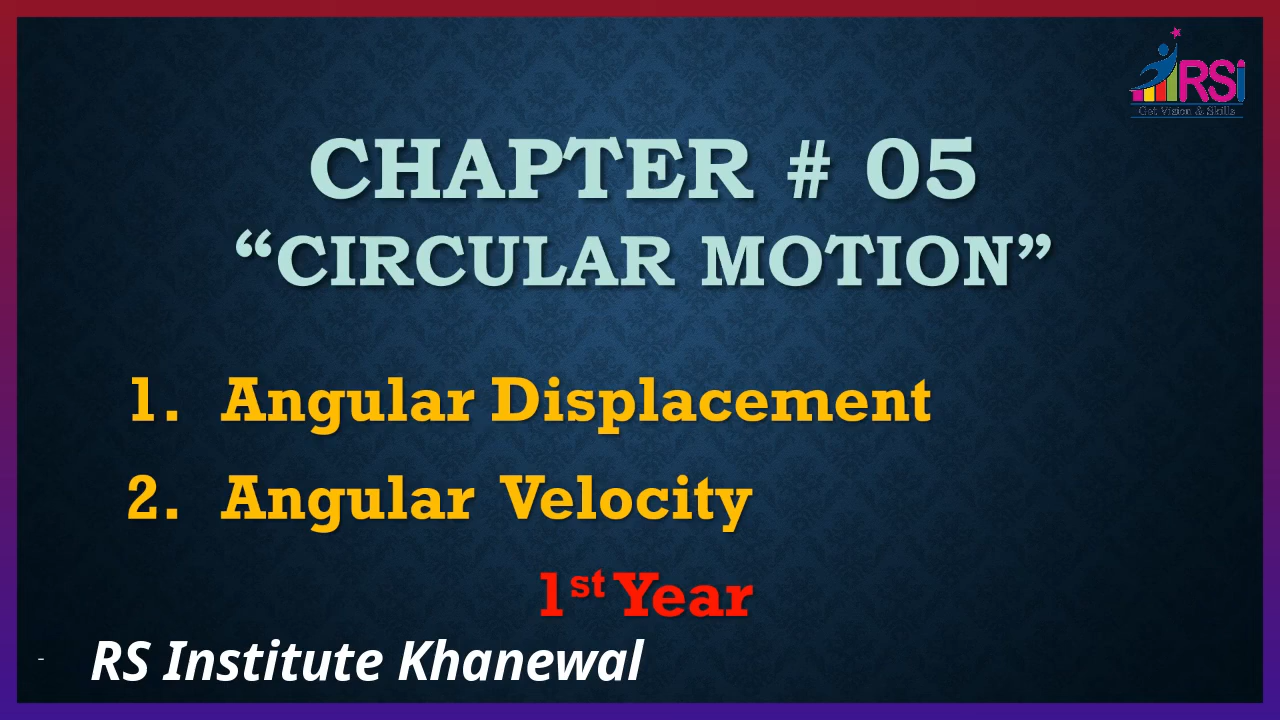 RSi
Get Vision & Skills
CHAPTER # 05
“CIRCULAR MOTION”
1. Angular Displacement
2. Angular Velocity
1st Year
- RS Institute Khanewal